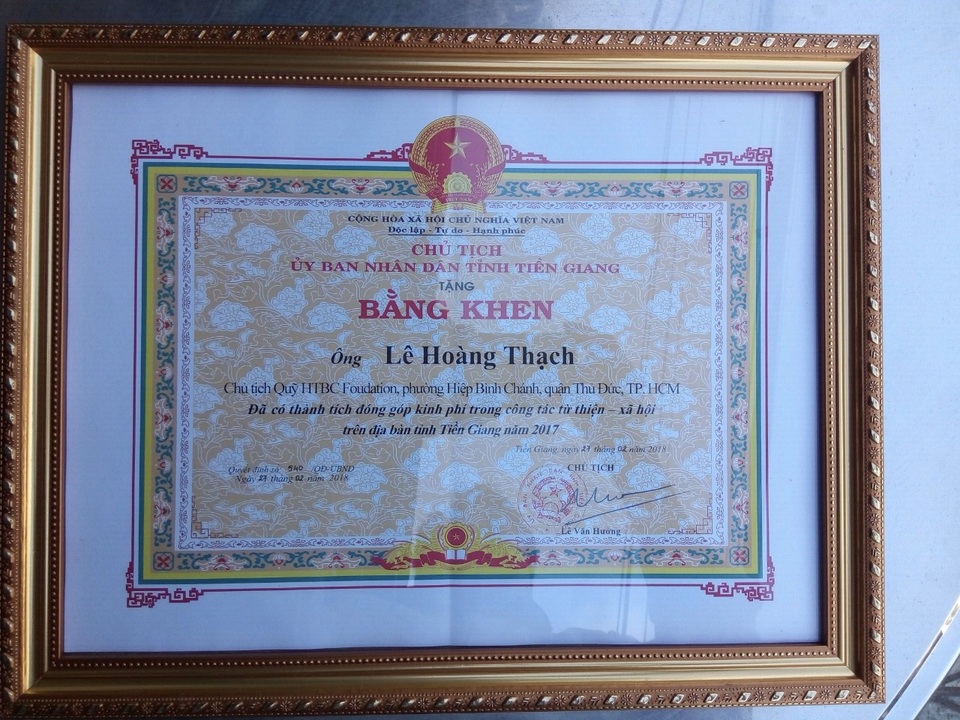 CỘNG HÒA XÃ HỘI CHỦ NGHĨA VIỆT NAM
Độc lập - Tự do - Hạnh phúc
CHỦ TỊCH
ỦY BAN NHÂN DÂN TỈNH TIỀN GIANG
TẶNG
BẰNG KHEN
Ông Lê Hoàng Thạch
Chủ tịch Quỹ HTBC Foudation, phường Hiệp Bình Chánh, quận Thủ Đức, TP. HCM
Đã có thành tích đóng góp kinh phí trong công tác từ thiện – xã hội
trên địa bàn tỉnh Tiền Giang năm 2017
Tiền Giang, ngày 27 tháng 02 năm 2018
Quyết định số 540 /QĐ-UBND
Ngày 27 tháng 02 năm 2018
CHỦ TỊCH
Lê Văn Hưởng